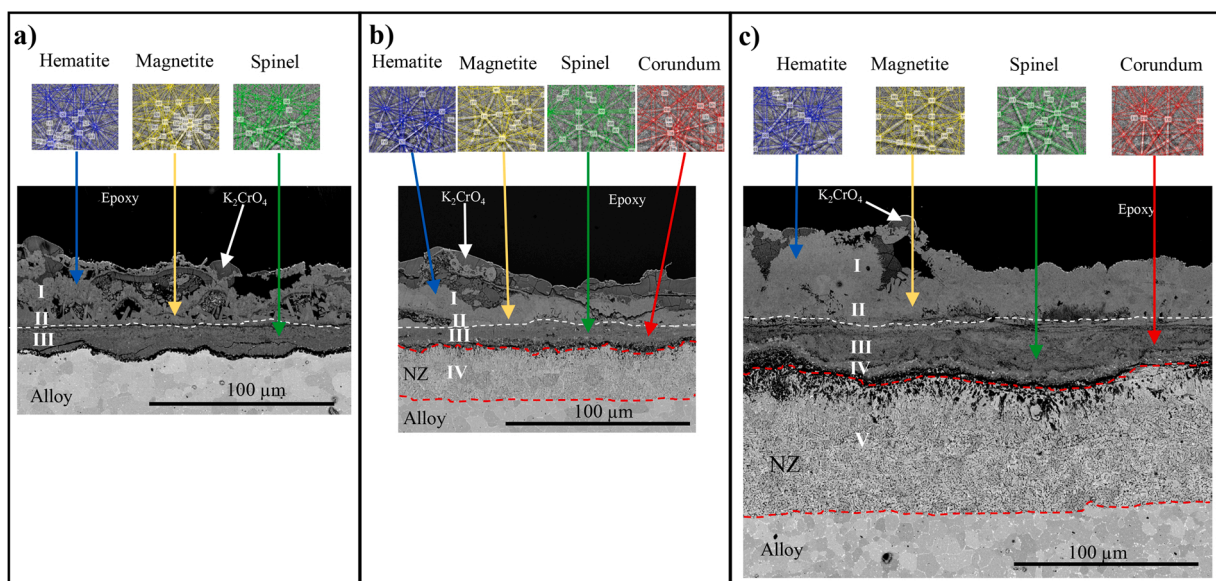 a)
Hematite Magnetite Spinel
K₂CrO₄
Epoxy
I
II
III
Alloy
100 µm
b)
Hematite Magnetite Spinel Corundum
K₂CrO₄
Epoxy
I
II
III
NZ IV
Alloy
100 µm
c)
Hematite Magnetite Spinel Corundum
K₂CrO₄
Epoxy
I
II
III
IV
V
NZ
Alloy
100 µm